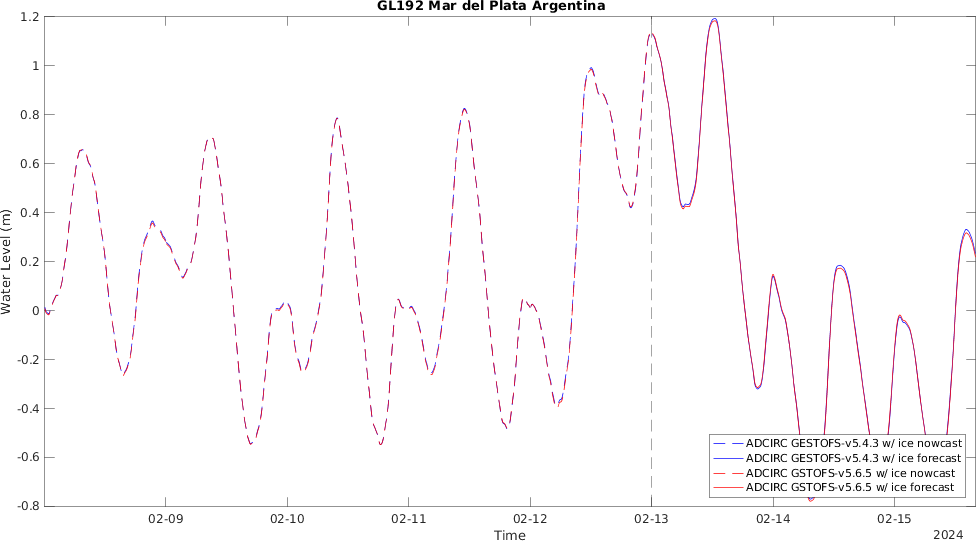 GL192 Mar del Plata Argentina
1.2
1
0.8
0.6
0.4
0.2
0
-0.2
-0.4
-0.6
-0.8
Water Level (m)
ADCIRC GESTOFS-v5.4.3 w/ ice nowcast
ADCIRC GESTOFS-v5.4.3 w/ ice forecast
ADCIRC GSTOFS-v5.6.5 w/ ice nowcast
ADCIRC GSTOFS-v5.6.5 w/ ice forecast
02-09 02-10 02-11 02-12 02-13 02-14 02-15
Time
2024